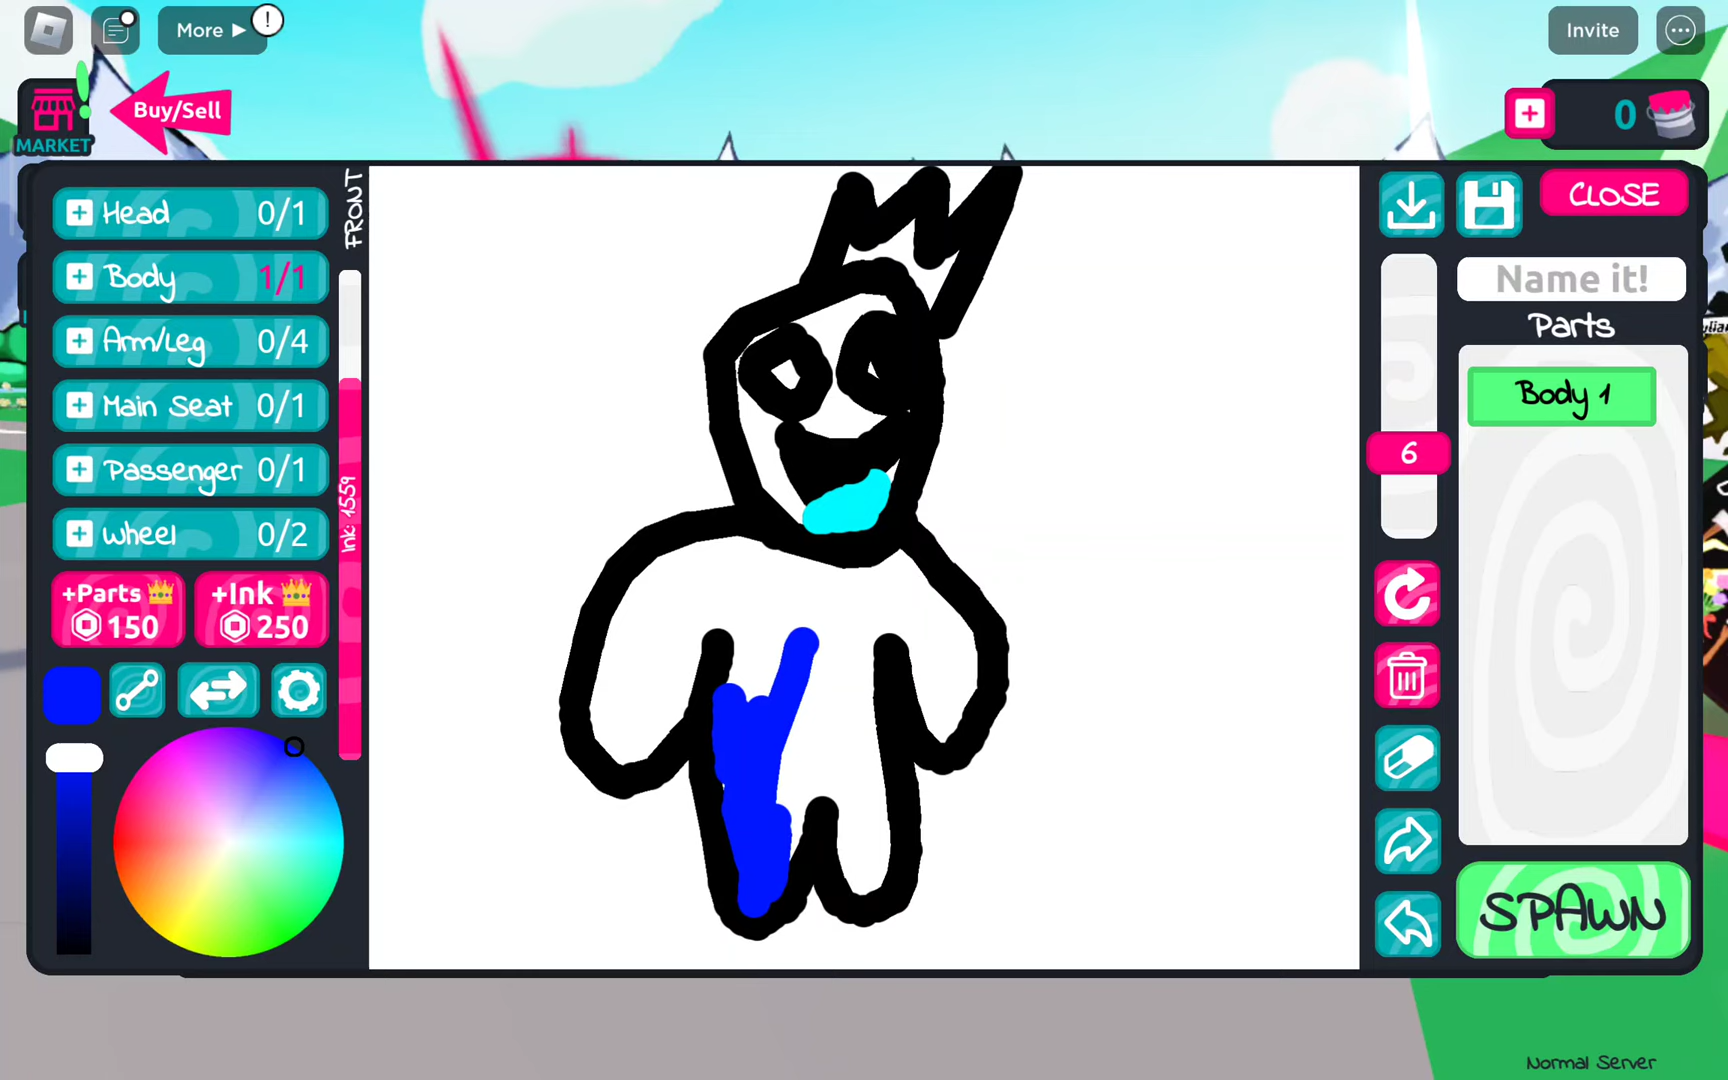 More ▶
!
Invite
Buy/Sell
MARKET
0
Head 0/1
Body 1/1
Arm/Leg 0/4
Main Seat 0/1
Passenger 0/1
Wheel 0/2
+Parts
150
+Ink
250
FRONT
Ink: 1559
CLOSE
Name it!
Parts
Body 1
6
SPAWN
Normal Server